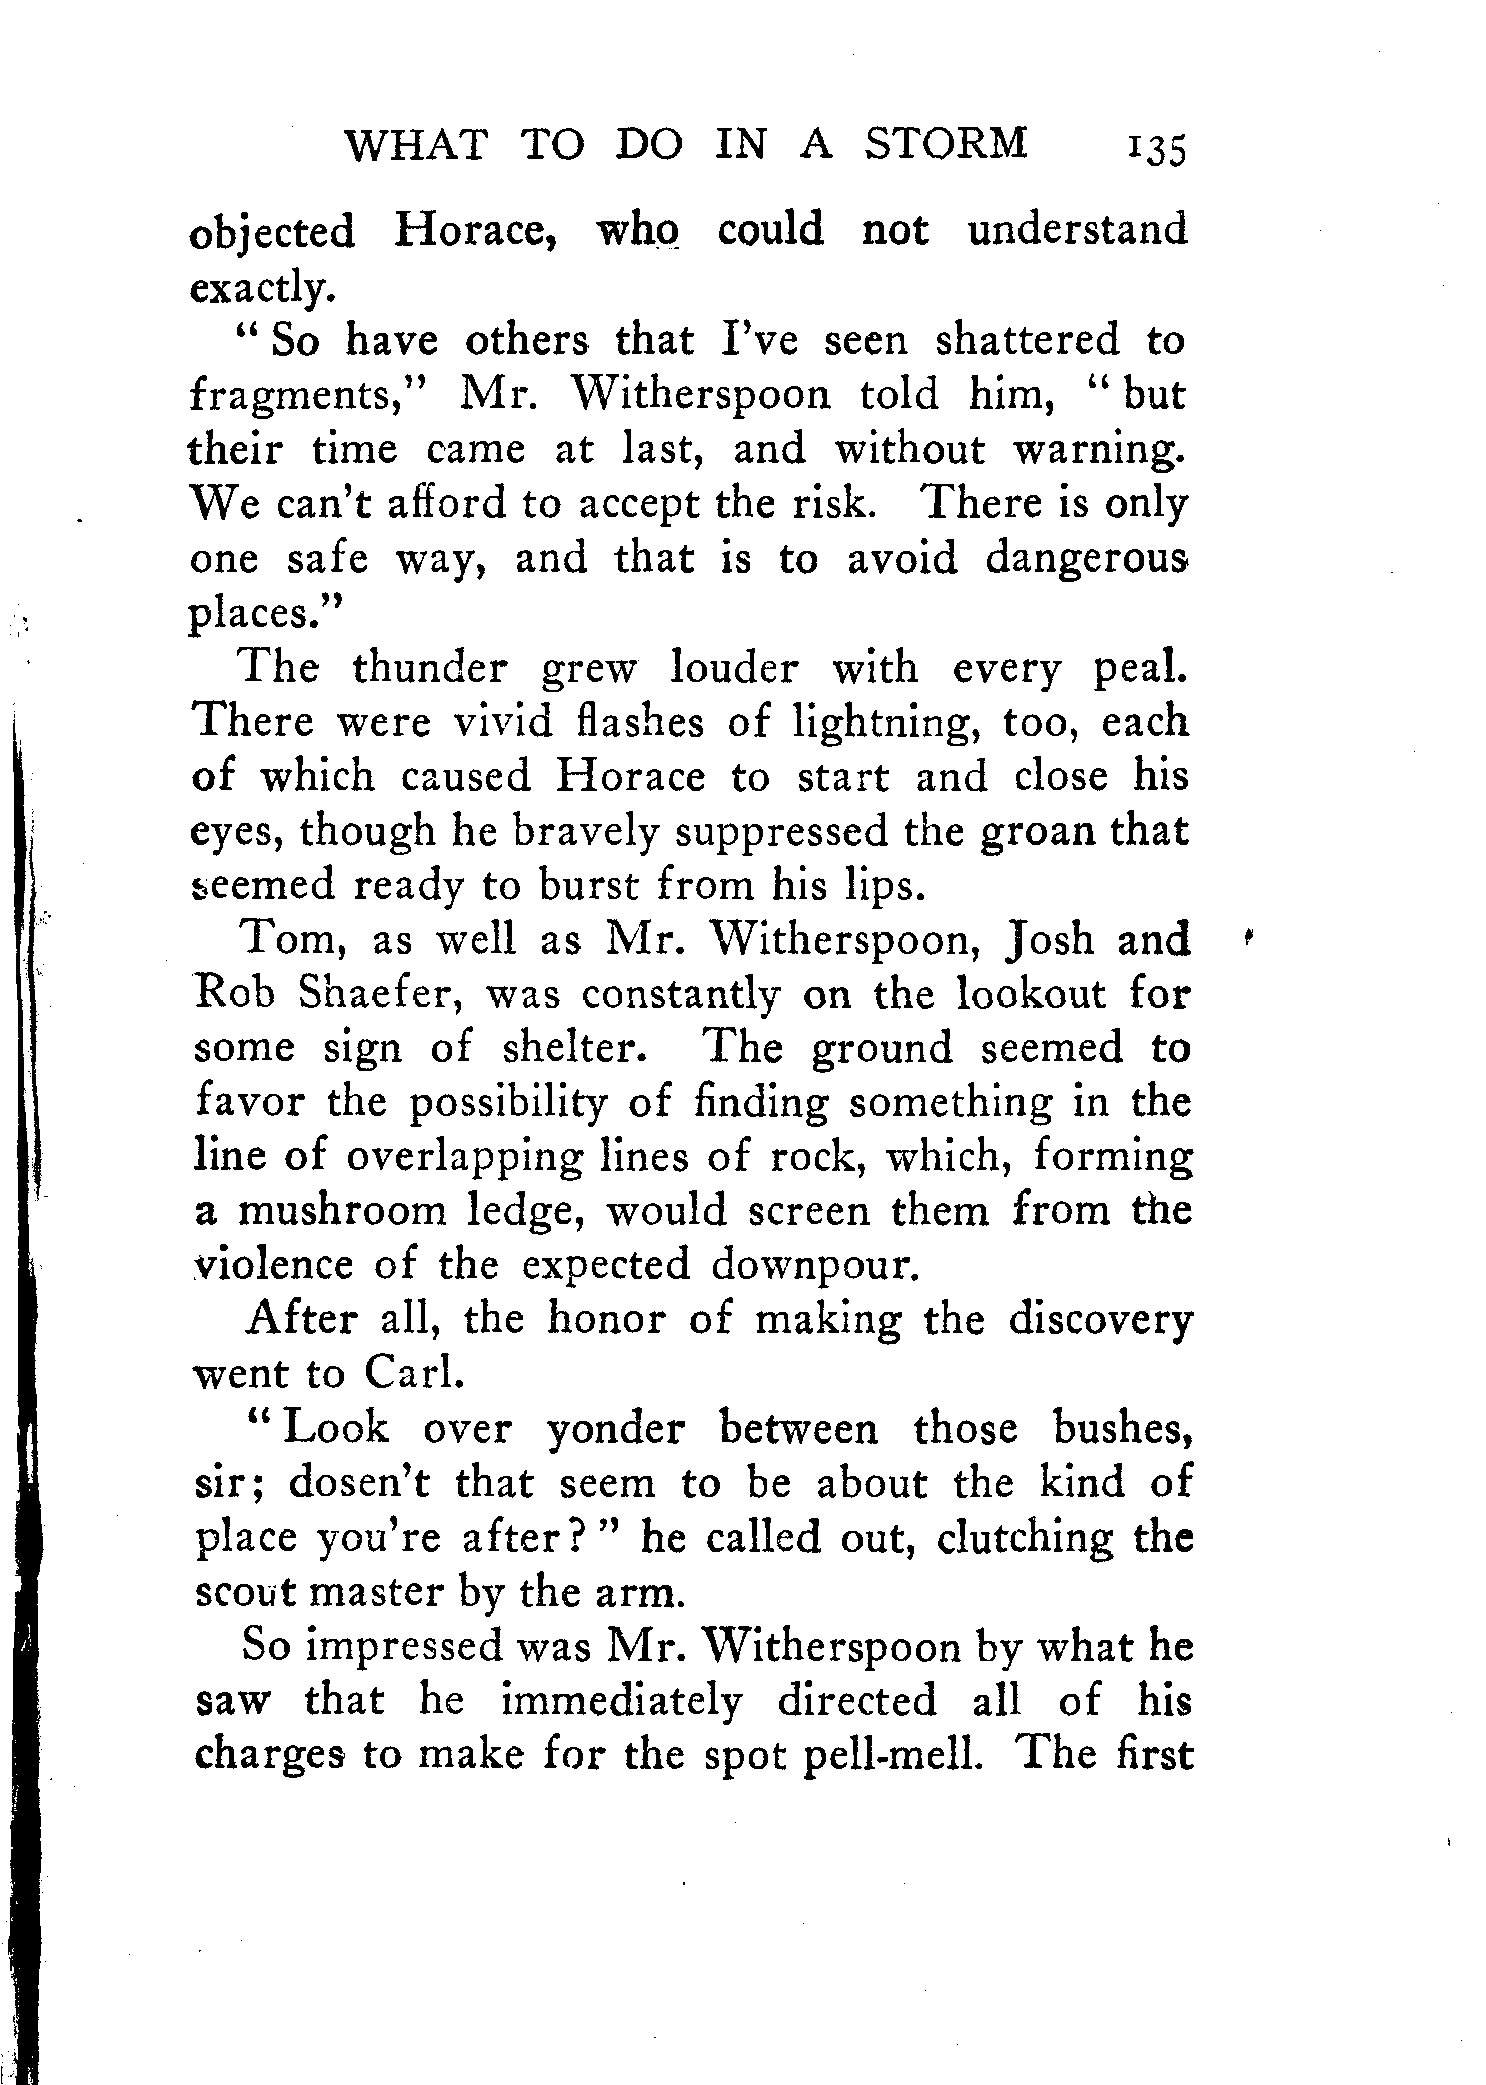 WHAT TO DO IN A STORM 135
objected Horace, who could not understand
exactly.
" So have others that I've seen shattered to
fragments," Mr. Witherspoon told him, " but
their time came at last, and without warning.
We can't afford to accept the risk. There is only
one safe way, and that is to avoid dangerous
places."
The thunder grew louder with every peal.
There were vivid flashes of lightning, too, each
of which caused Horace to start and close his
eyes, though he bravely suppressed the groan that
seemed ready to burst from his lips.
Tom, as well as Mr. Witherspoon, Josh and
Rob Shaefer, was constantly on the lookout for
some sign of shelter. The ground seemed to
favor the possibility of finding something in the
line of overlapping lines of rock, which, forming
a mushroom ledge, would screen them from the
violence of the expected downpour.
After all, the honor of making the discovery
went to Carl.
" Look over yonder between those bushes,
sir; dosen't that seem to be about the kind of
place you're after? " he called out, clutching the
scout master by the arm.
So impressed was Mr. Witherspoon by what he
saw that he immediately directed all of his
charges to make for the spot pell-mell. The first